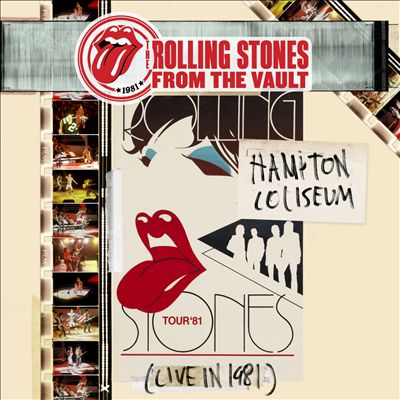 THE ROLLING STONES
FROM THE VAULT
★1981★
ROLLING
HAMPTON
COLISEUM
TOUR'81
STONES
(LIVE IN 1981)